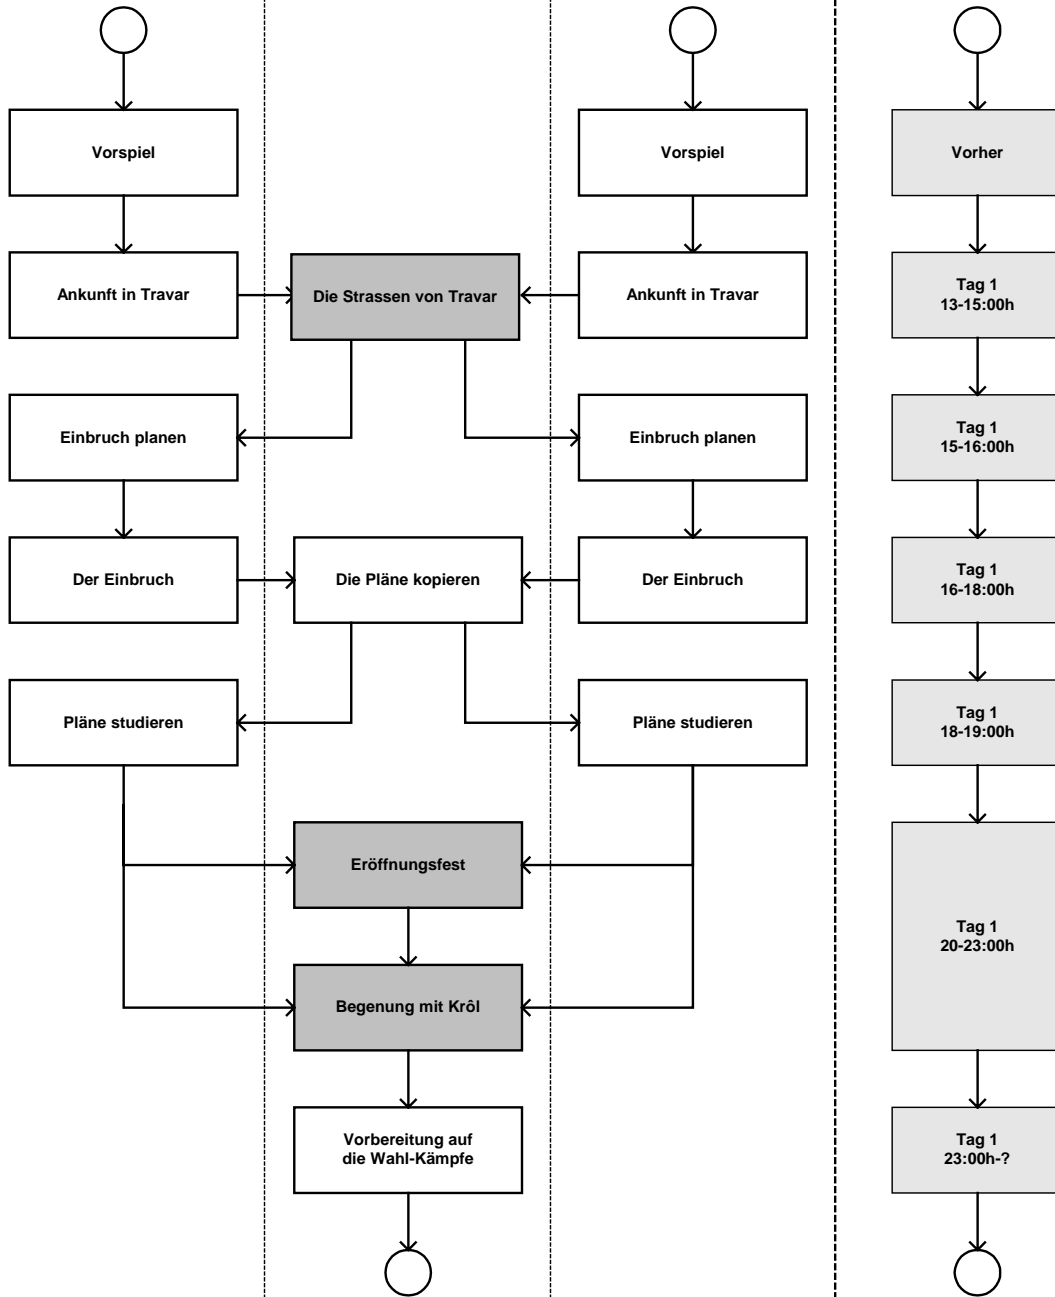 Vorspiel
Vorspiel
Vorher
Ankunft in Travar
Die Strassen von Travar
Ankunft in Travar
Tag 1
13-15:00h
Einbruch planen
Einbruch planen
Tag 1
15-16:00h
Der Einbruch
Die Pläne kopieren
Der Einbruch
Tag 1
16-18:00h
Pläne studieren
Pläne studieren
Tag 1
18-19:00h
Eröffnungsfest
Tag 1
20-23:00h
Begenung mit Krôl
Vorbereitung auf
die Wahl-Kämpfe
Tag 1
23:00h-?